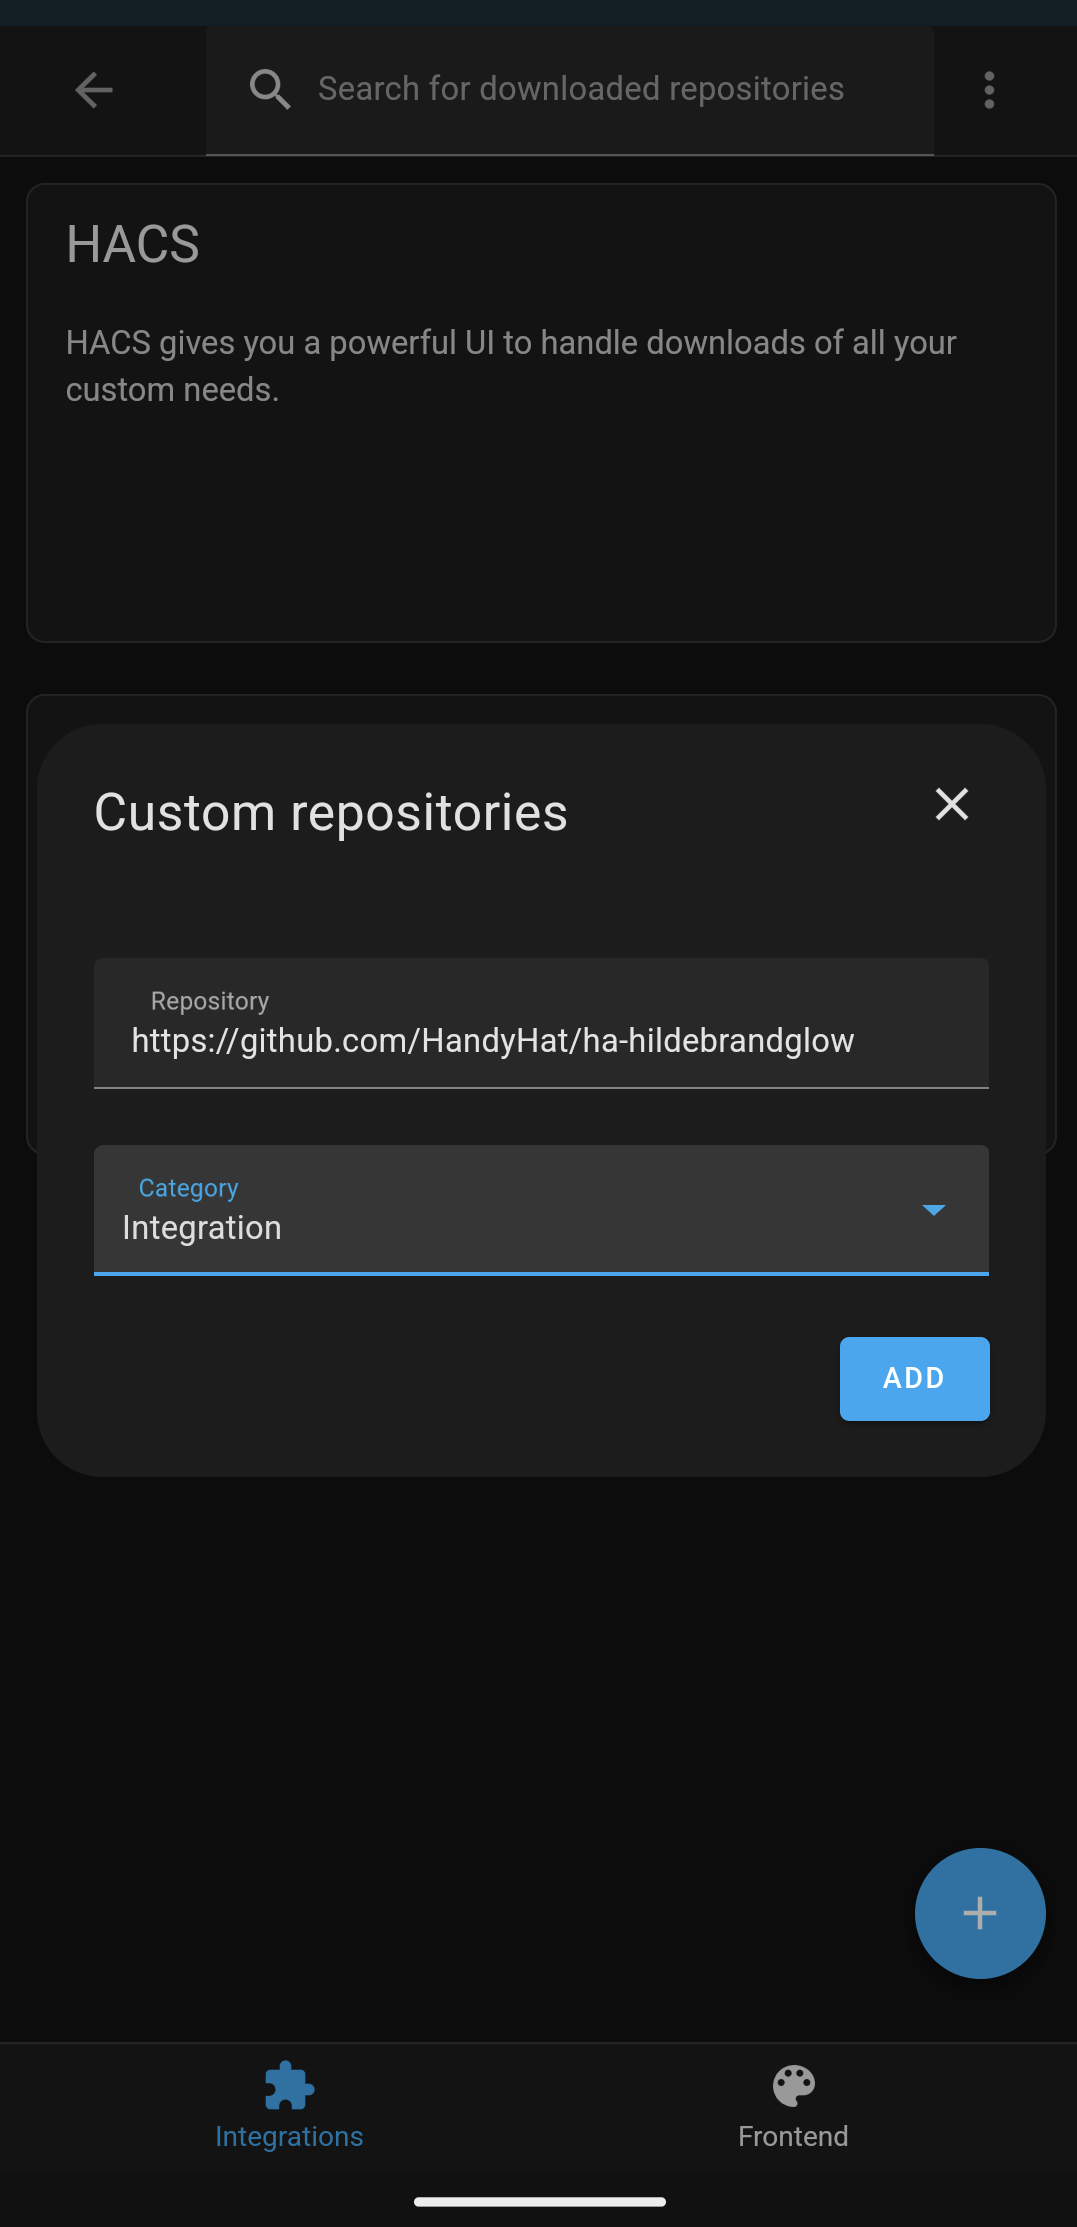 Search for downloaded repositories
HACS
HACS gives you a powerful UI to handle downloads of all your
custom needs.
Custom repositories
Repository
https://github.com/HandyHat/ha-hildebrandglow
Category
Integration
ADD
Integrations
Frontend